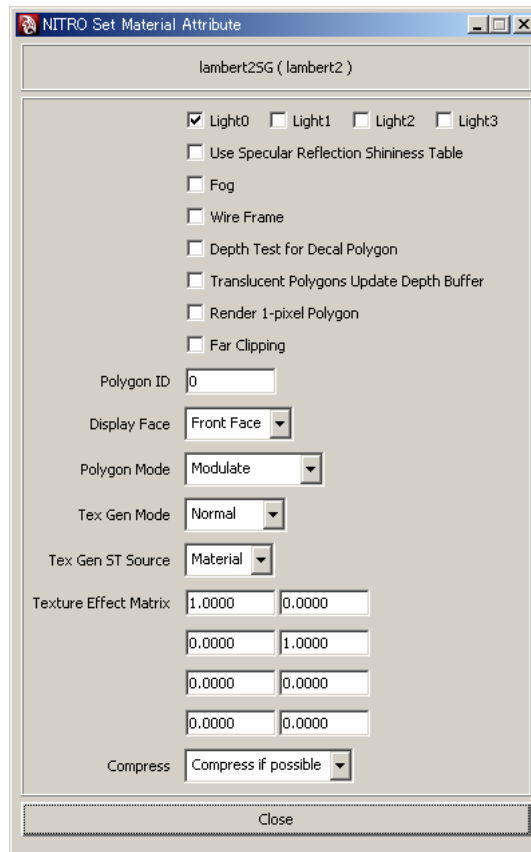 NITRO Set Material Attribute
lambert2SG ( lambert2 )
Light0 Light1 Light2 Light3
Use Specular Reflection Shininess Table
Fog
Wire Frame
Depth Test for Decal Polygon
Translucent Polygons Update Depth Buffer
Render 1-pixel Polygon
Far Clipping
Polygon ID 0
Display Face Front Face
Polygon Mode Modulate
Tex Gen Mode Normal
Tex Gen ST Source Material
Texture Effect Matrix 1.0000 0.0000
0.0000 1.0000
0.0000 0.0000
0.0000 0.0000
Compress Compress if possible
Close